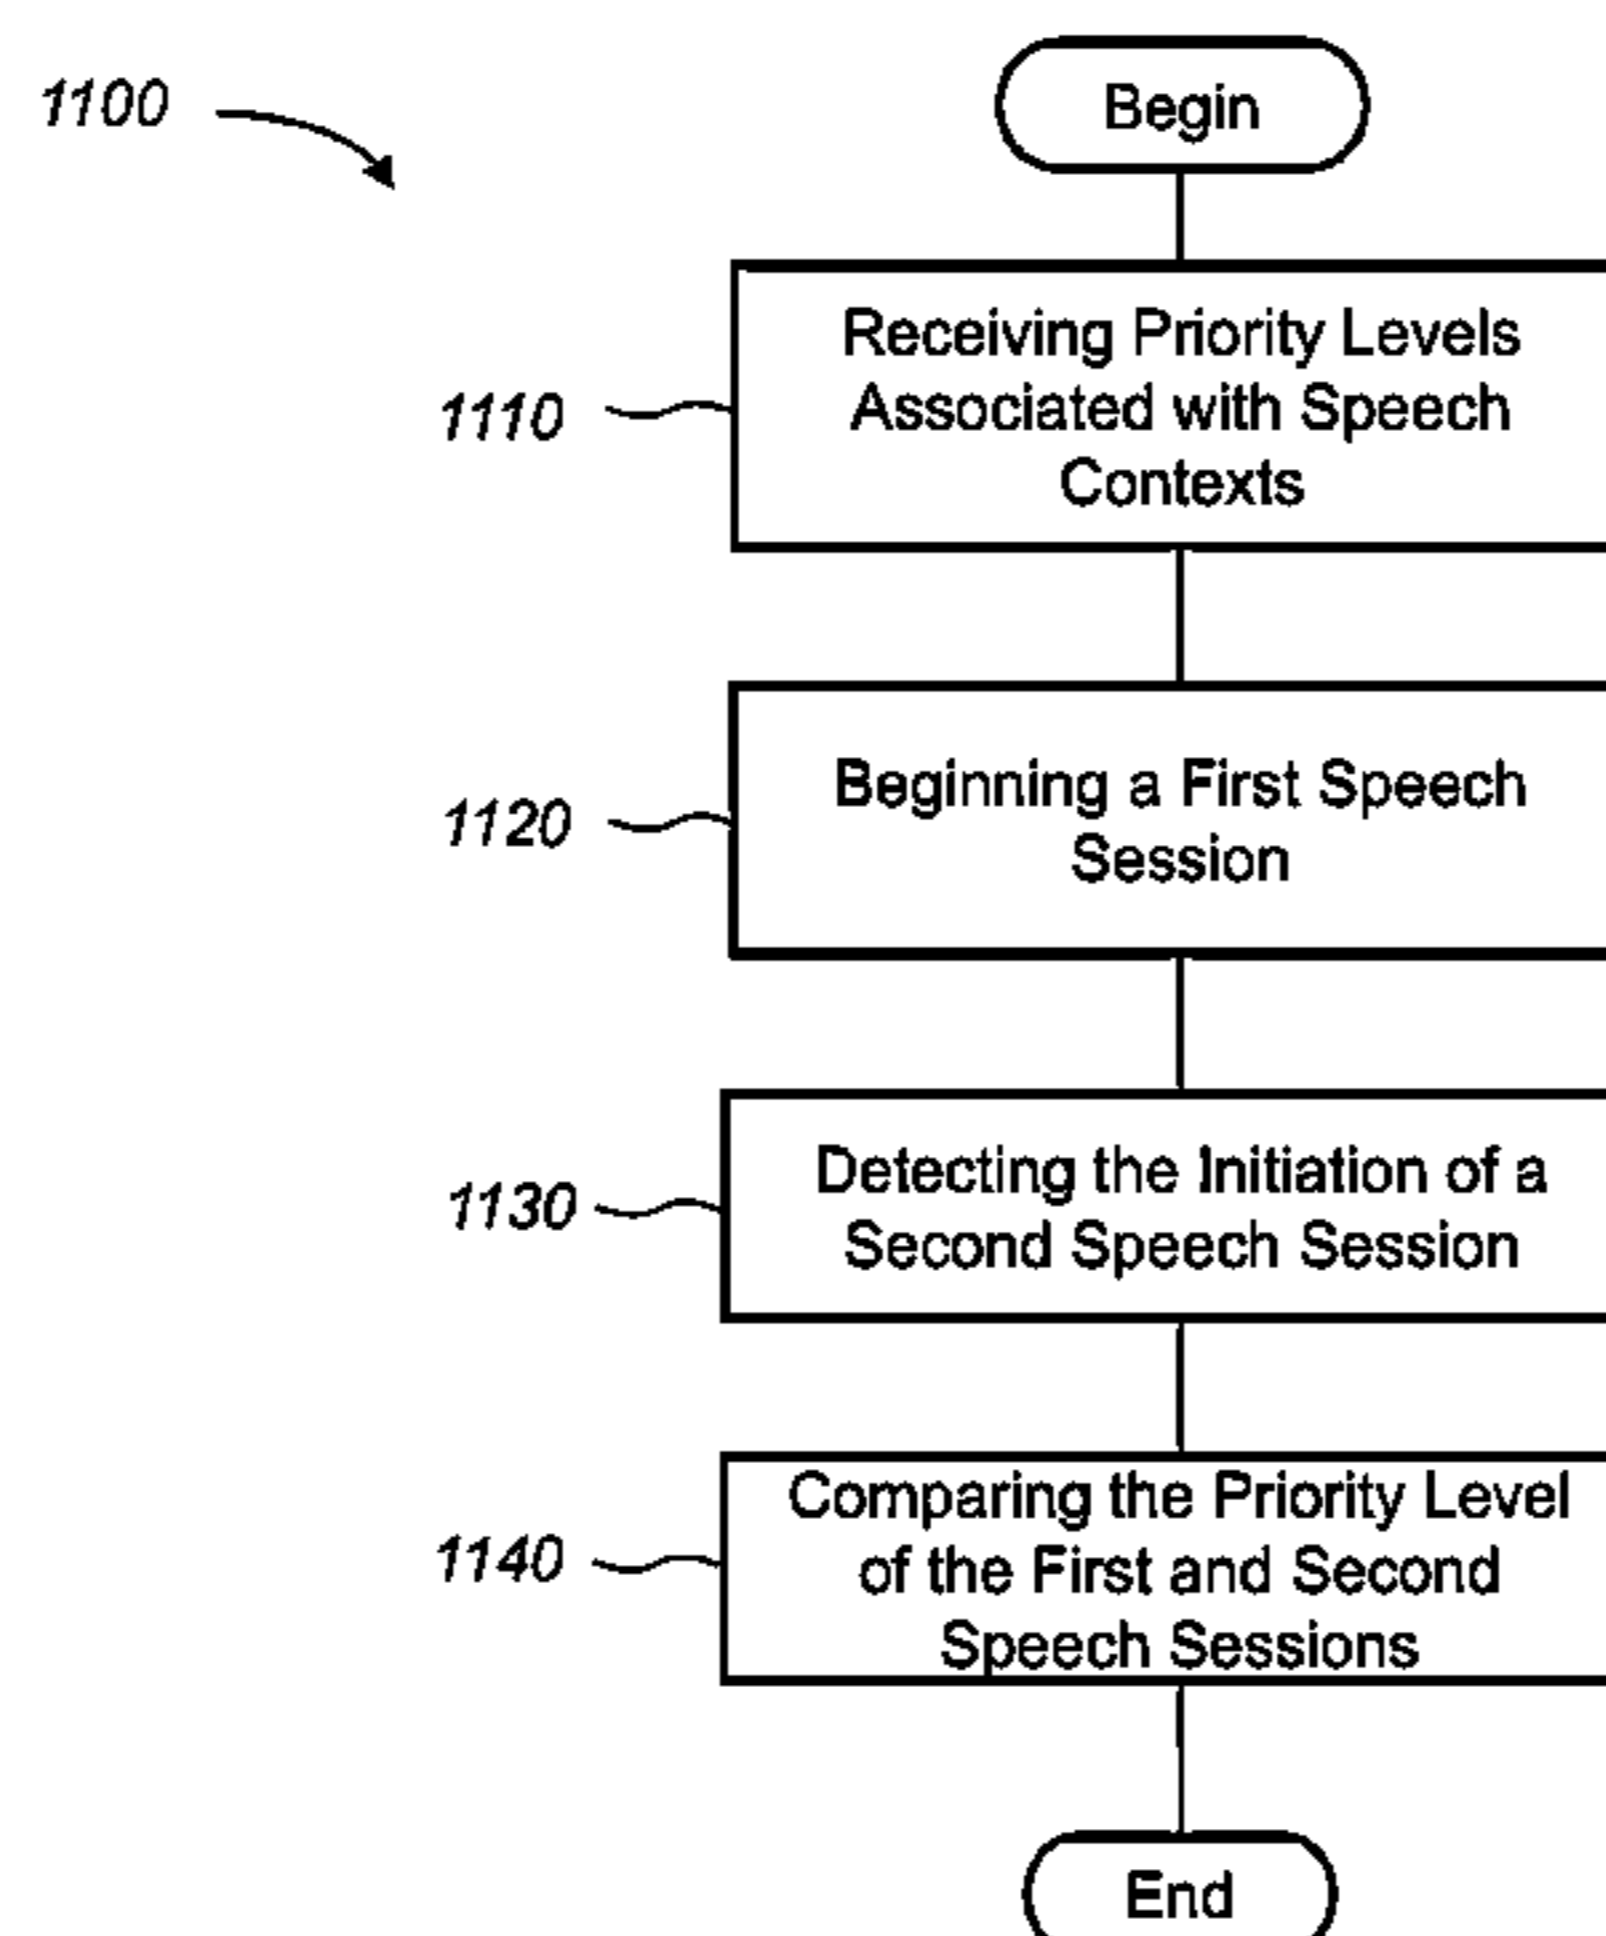 1100
Begin
Receiving Priority Levels
Associated with Speech
Contexts
1110
Beginning a First Speech
Session
1120
Detecting the Initiation of a
Second Speech Session
1130
Comparing the Priority Level
of the First and Second
Speech Sessions
1140
End